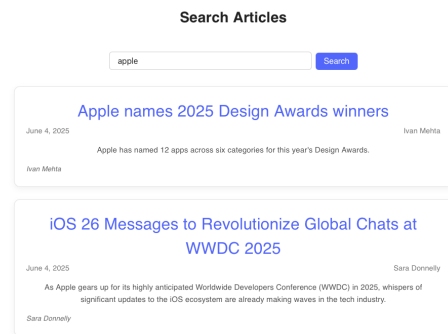 Search Articles
apple
Search
Apple names 2025 Design Awards winners
June 4, 2025
Ivan Mehta
Apple has named 12 apps across six categories for this year's Design Awards.
Ivan Mehta
iOS 26 Messages to Revolutionize Global Chats at
WWDC 2025
June 4, 2025
Sara Donnelly
As Apple gears up for its highly anticipated Worldwide Developers Conference (WWDC) in 2025, whispers of
significant updates to the iOS ecosystem are already making waves in the tech industry.
Sara Donnelly